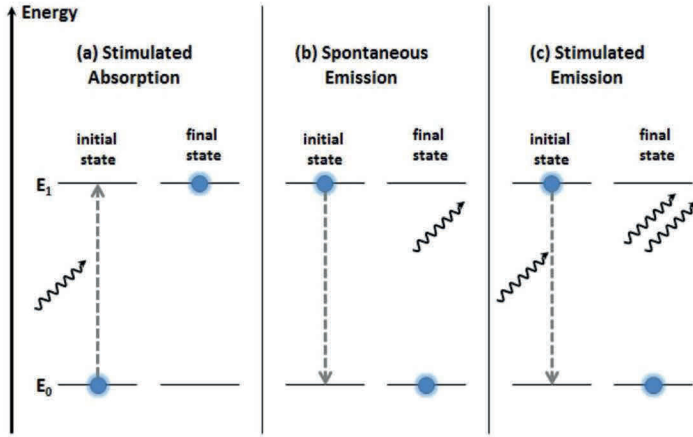 Energy
(a) Stimulated
Absorption
(b) Spontaneous
Emission
(c) Stimulated
Emission
initial
state
final
state
initial
state
final
state
initial
state
final
state
E₁
E₀